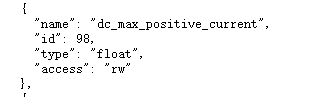 {
"name": "dc_max_positive_current",
"id": 98,
"type": "float",
"access": "rw"
},